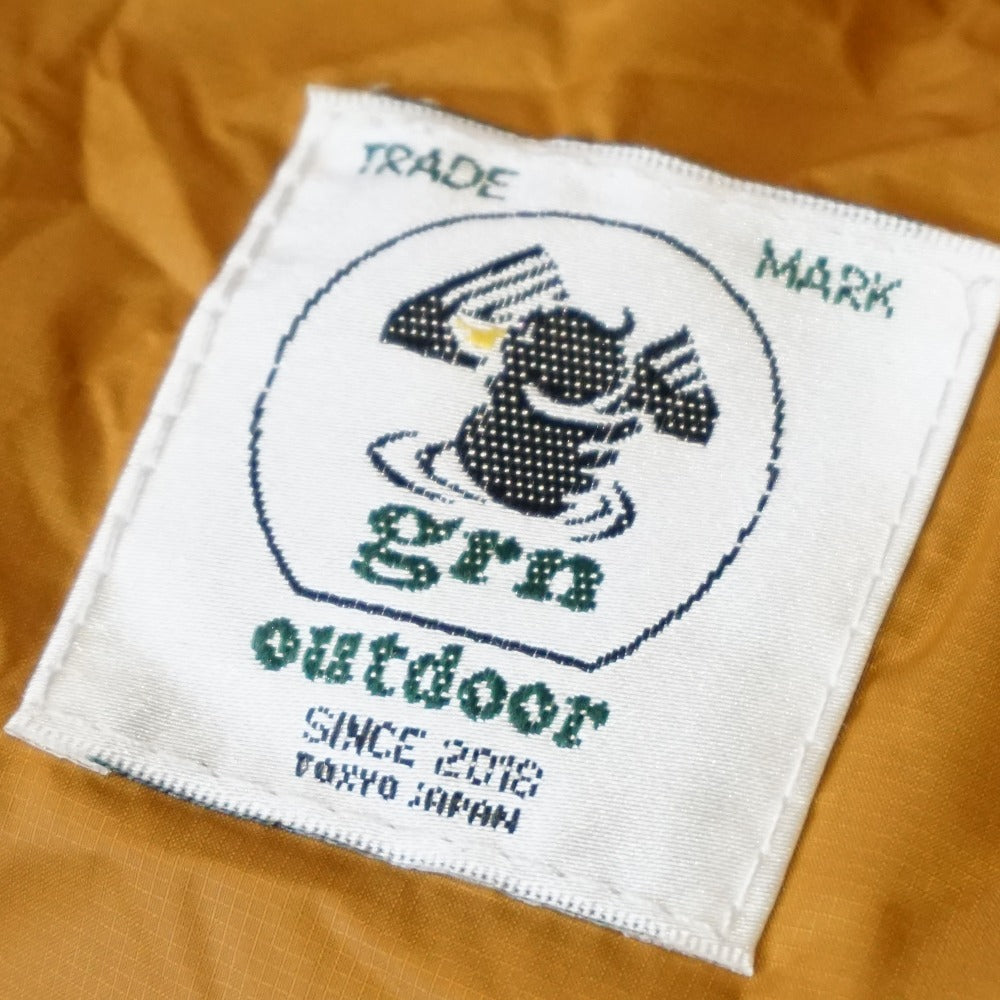 TRADE
MARK
grn
outdoor
SINCE 2018
TOKYO JAPAN